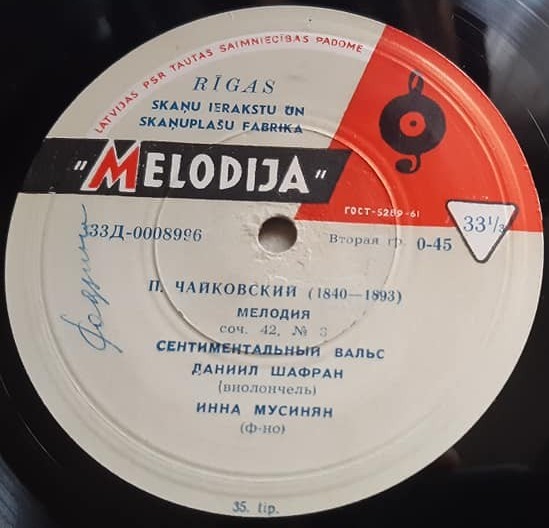 LATVIJAS PSR TAUTAS SAIMNIECĪBAS PADOME
RĪGAS
SKAŅU IERAKSTU UN
SKAŅUPLAŠU FABRIKA
"MELODIJA"
ГОСТ-5289-61
33Д-0008996
Вторая гр. 0-45
33⅓
П. ЧАЙКОВСКИЙ (1840—1893)
МЕЛОДИЯ
соч. 42, № 3
СЕНТИМЕНТАЛЬНЫЙ ВАЛЬС
ДАНИИЛ ШАФРАН
(виолончель)
ИННА МУСИНЯН
(ф-но)
35. tip.